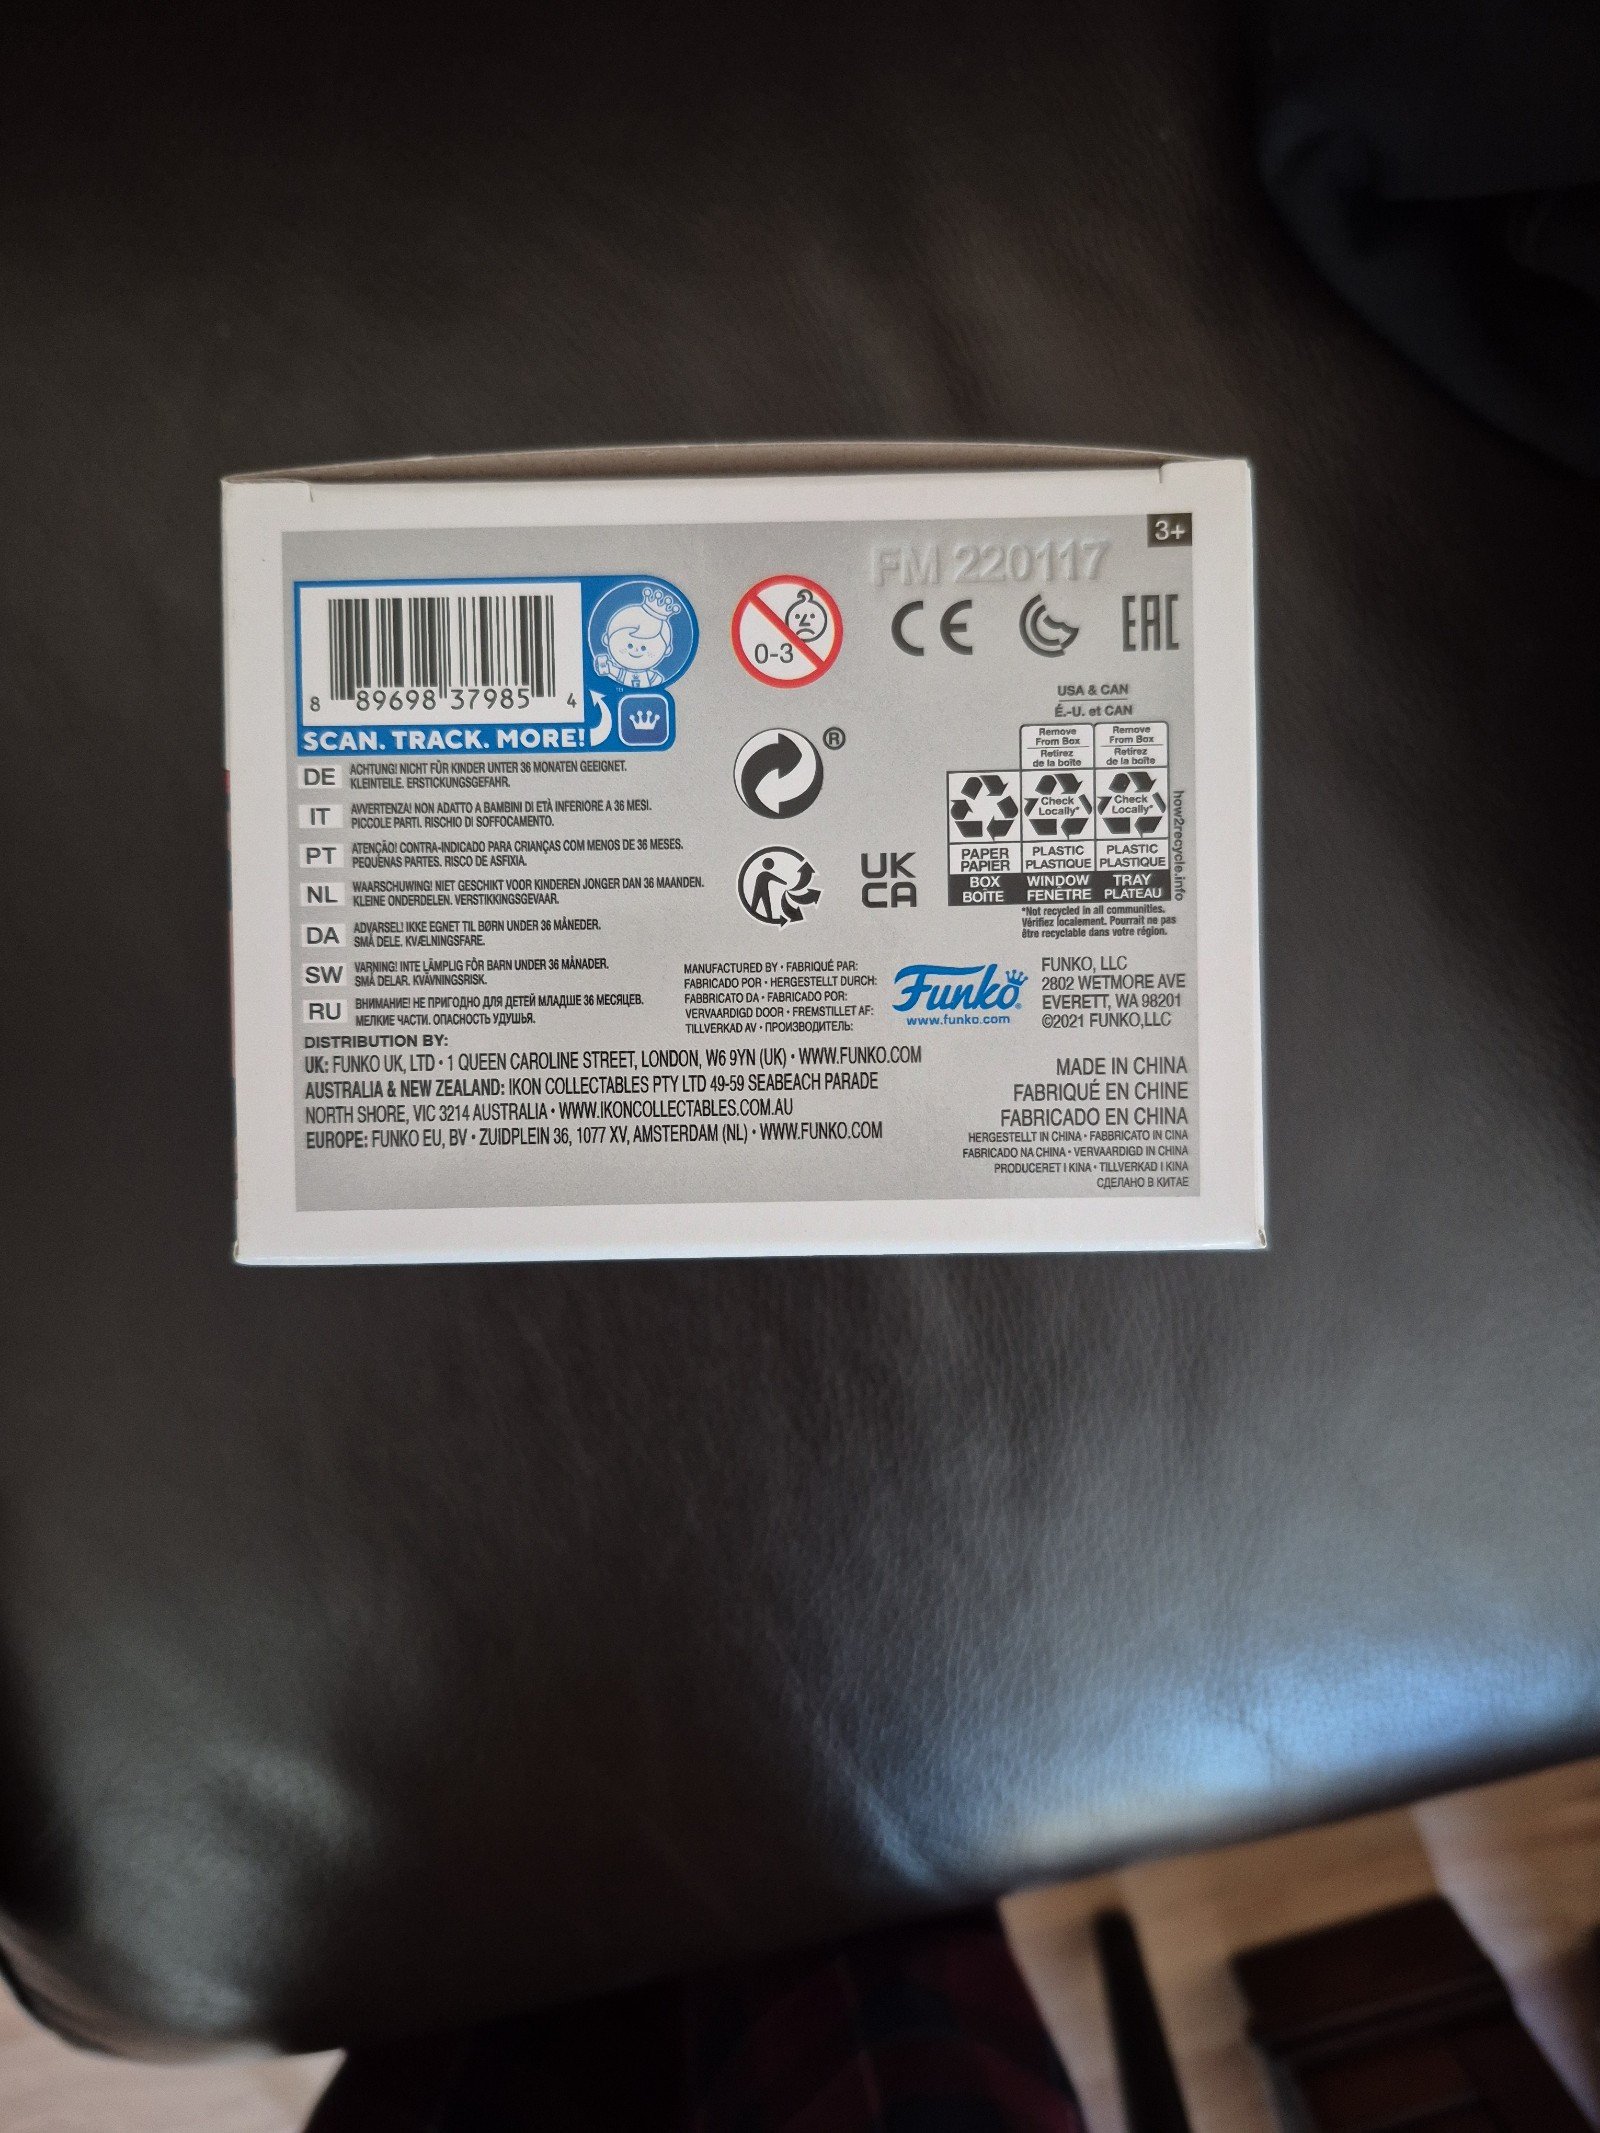 3+
FM 220117
8 89698 37985 4
SCAN. TRACK. MORE!
™
0-3
CE
EAC
®
UK
CA
USA & CAN
É.-U. et CAN
Remove
From Box
Retirez
de la boîte
Remove
From Box
Retirez
de la boîte
Check
Locally*
Check
Locally*
PAPER
PAPIER
PLASTIC
PLASTIQUE
PLASTIC
PLASTIQUE
BOX
BOÎTE
WINDOW
FENÊTRE
TRAY
PLATEAU
how2recycle.info
*Not recycled in all communities.
Vérifiez localement. Pourrait ne pas
être recyclable dans votre région.
DE ACHTUNG! NICHT FÜR KINDER UNTER 36 MONATEN GEEIGNET.
KLEINTEILE. ERSTICKUNGSGEFAHR.
IT AVVERTENZA! NON ADATTO A BAMBINI DI ETÀ INFERIORE A 36 MESI.
PICCOLE PARTI. RISCHIO DI SOFFOCAMENTO.
PT ATENÇÃO! CONTRA-INDICADO PARA CRIANÇAS COM MENOS DE 36 MESES.
PEQUENAS PARTES. RISCO DE ASFIXIA.
NL WAARSCHUWING! NIET GESCHIKT VOOR KINDEREN JONGER DAN 36 MAANDEN.
KLEINE ONDERDELEN. VERSTIKKINGSGEVAAR.
DA ADVARSEL! IKKE EGNET TIL BØRN UNDER 36 MÅNEDER.
SMÅ DELE. KVÆLNINGSFARE.
SW VARNING! INTE LÄMPLIG FÖR BARN UNDER 36 MÅNADER.
SMÅ DELAR. KVÄVNINGSRISK.
RU ВНИМАНИЕ! НЕ ПРИГОДНО ДЛЯ ДЕТЕЙ МЛАДШЕ 36 МЕСЯЦЕВ.
МЕЛКИЕ ЧАСТИ. ОПАСНОСТЬ УДУШЬЯ.
MANUFACTURED BY • FABRIQUÉ PAR:
FABRICADO POR • HERGESTELLT DURCH:
FABBRICATO DA • FABRICADO POR:
VERVAARDIGD DOOR • FREMSTILLET AF:
TILLVERKAD AV • ПРОИЗВОДИТЕЛЬ:
Funko
www.funko.com
FUNKO, LLC
2802 WETMORE AVE
EVERETT, WA 98201
©2021 FUNKO,LLC
DISTRIBUTION BY:
UK: FUNKO UK, LTD • 1 QUEEN CAROLINE STREET, LONDON, W6 9YN (UK) • WWW.FUNKO.COM
AUSTRALIA & NEW ZEALAND: IKON COLLECTABLES PTY LTD 49-59 SEABEACH PARADE
NORTH SHORE, VIC 3214 AUSTRALIA • WWW.IKONCOLLECTABLES.COM.AU
EUROPE: FUNKO EU, BV • ZUIDPLEIN 36, 1077 XV, AMSTERDAM (NL) • WWW.FUNKO.COM
MADE IN CHINA
FABRIQUÉ EN CHINE
FABRICADO EN CHINA
HERGESTELLT IN CHINA • FABBRICATO IN CINA
FABRICADO NA CHINA • VERVAARDIGD IN CHINA
PRODUCERET I KINA • TILLVERKAD I KINA
СДЕЛАНО В КИТАЕ